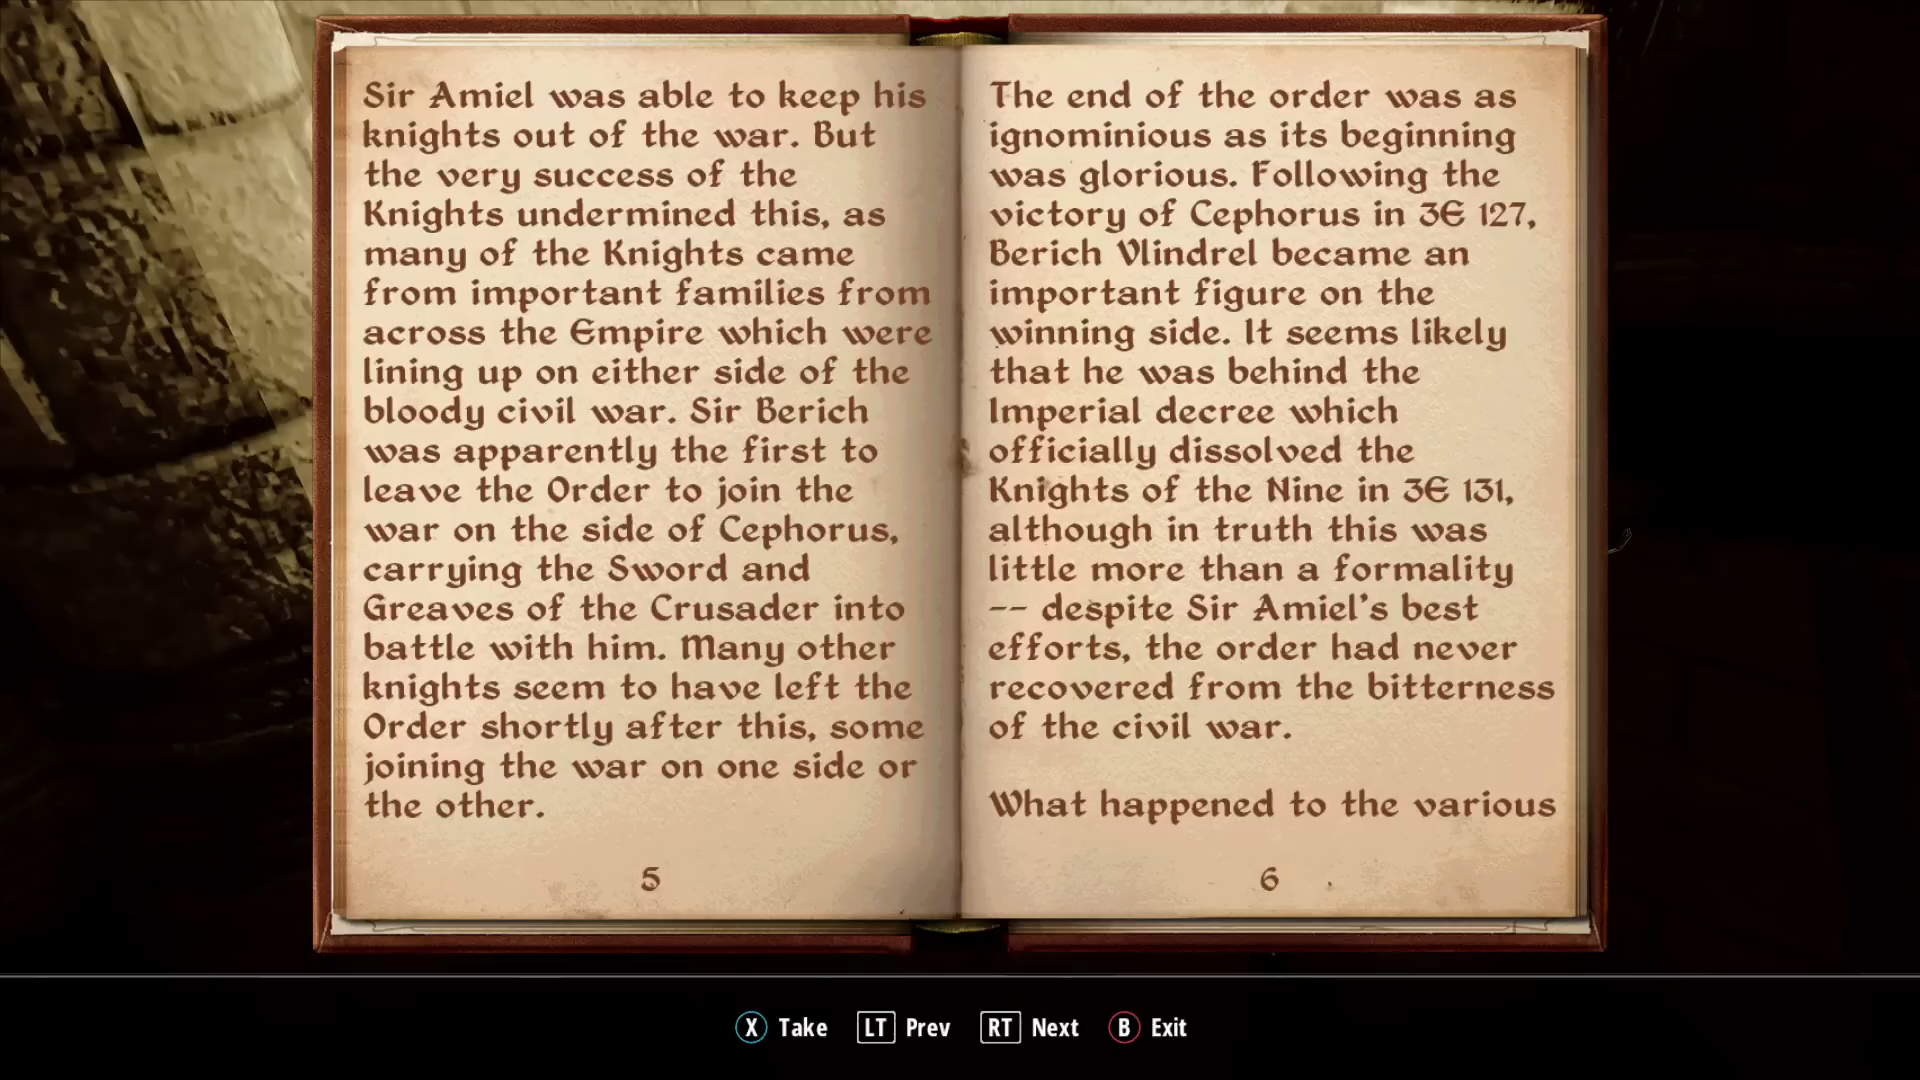 Sir Amiel was able to keep his
knights out of the war. But
the very success of the
Knights undermined this, as
many of the Knights came
from important families from
across the Empire which were
lining up on either side of the
bloody civil war. Sir Berich
was apparently the first to
leave the Order to join the
war on the side of Cephorus,
carrying the Sword and
Greaves of the Crusader into
battle with him. Many other
knights seem to have left the
Order shortly after this, some
joining the war on one side or
the other.
5
The end of the order was as
ignominious as its beginning
was glorious. Following the
victory of Cephorus in 3E 127,
Berich Vlindrel became an
important figure on the
winning side. It seems likely
that he was behind the
Imperial decree which
officially dissolved the
Knights of the Nine in 3E 131,
although in truth this was
little more than a formality
-- despite Sir Amiel's best
efforts, the order had never
recovered from the bitterness
of the civil war.
What happened to the various
6
X Take LT Prev RT Next B Exit